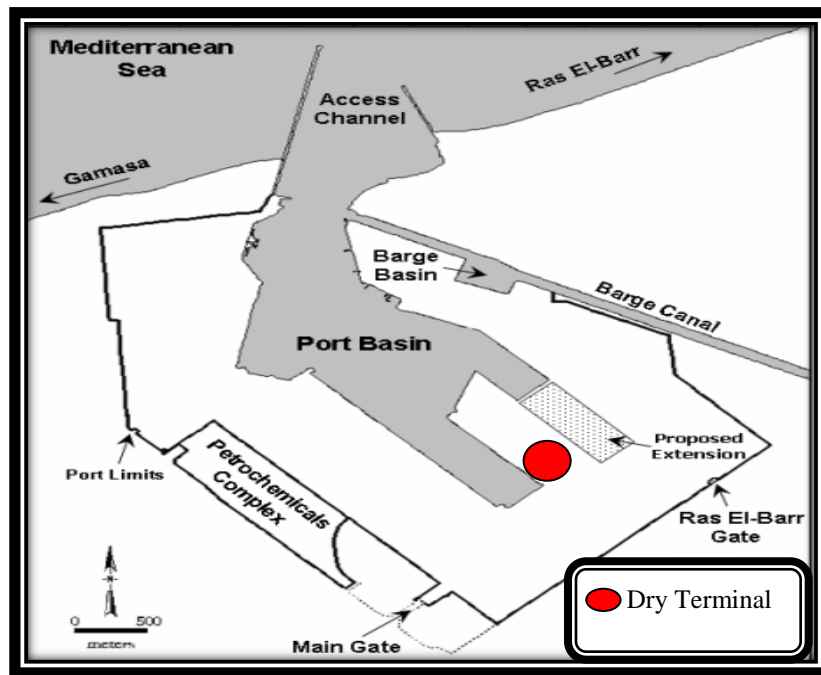 Mediterranean
Sea
Ras El-Barr
Access
Channel
Gamasa
Barge
Basin
Barge Canal
Port Basin
Proposed
Extension
Port Limits
Petrochemicals
Complex
Ras El-Barr
Gate
N
0 500
meters
Main Gate
Dry Terminal